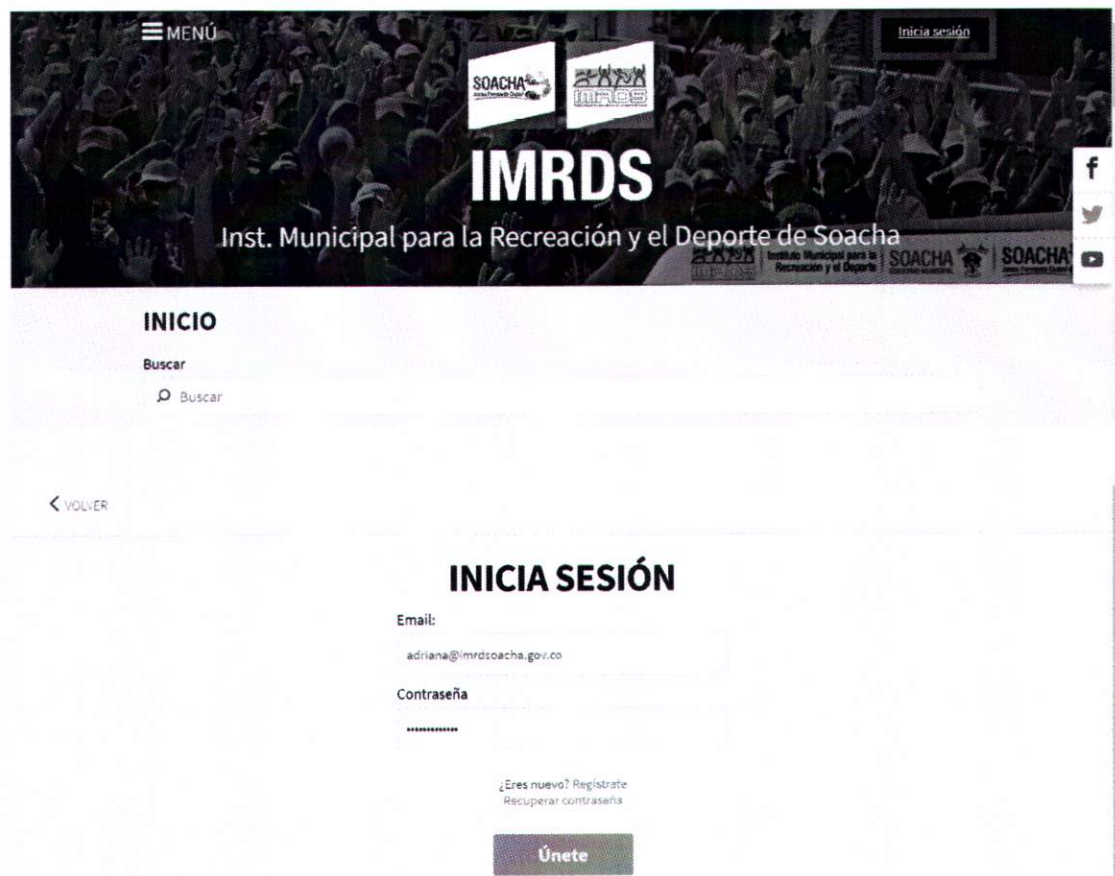 MENÚ
Inicia sesión
SOACHA
IMRDS
IMRDS
Inst. Municipal para la Recreación y el Deporte de Soacha
IMRDS
Instituto Municipal para la
Recreación y el Deporte
SOACHA
SOACHA
INICIO
Buscar
Buscar
VOLVER
INICIA SESIÓN
Email:
adriana@imrdsoacha.gov.co
Contraseña
•••••••••••••
¿Eres nuevo? Regístrate
Recuperar contraseña
Únete